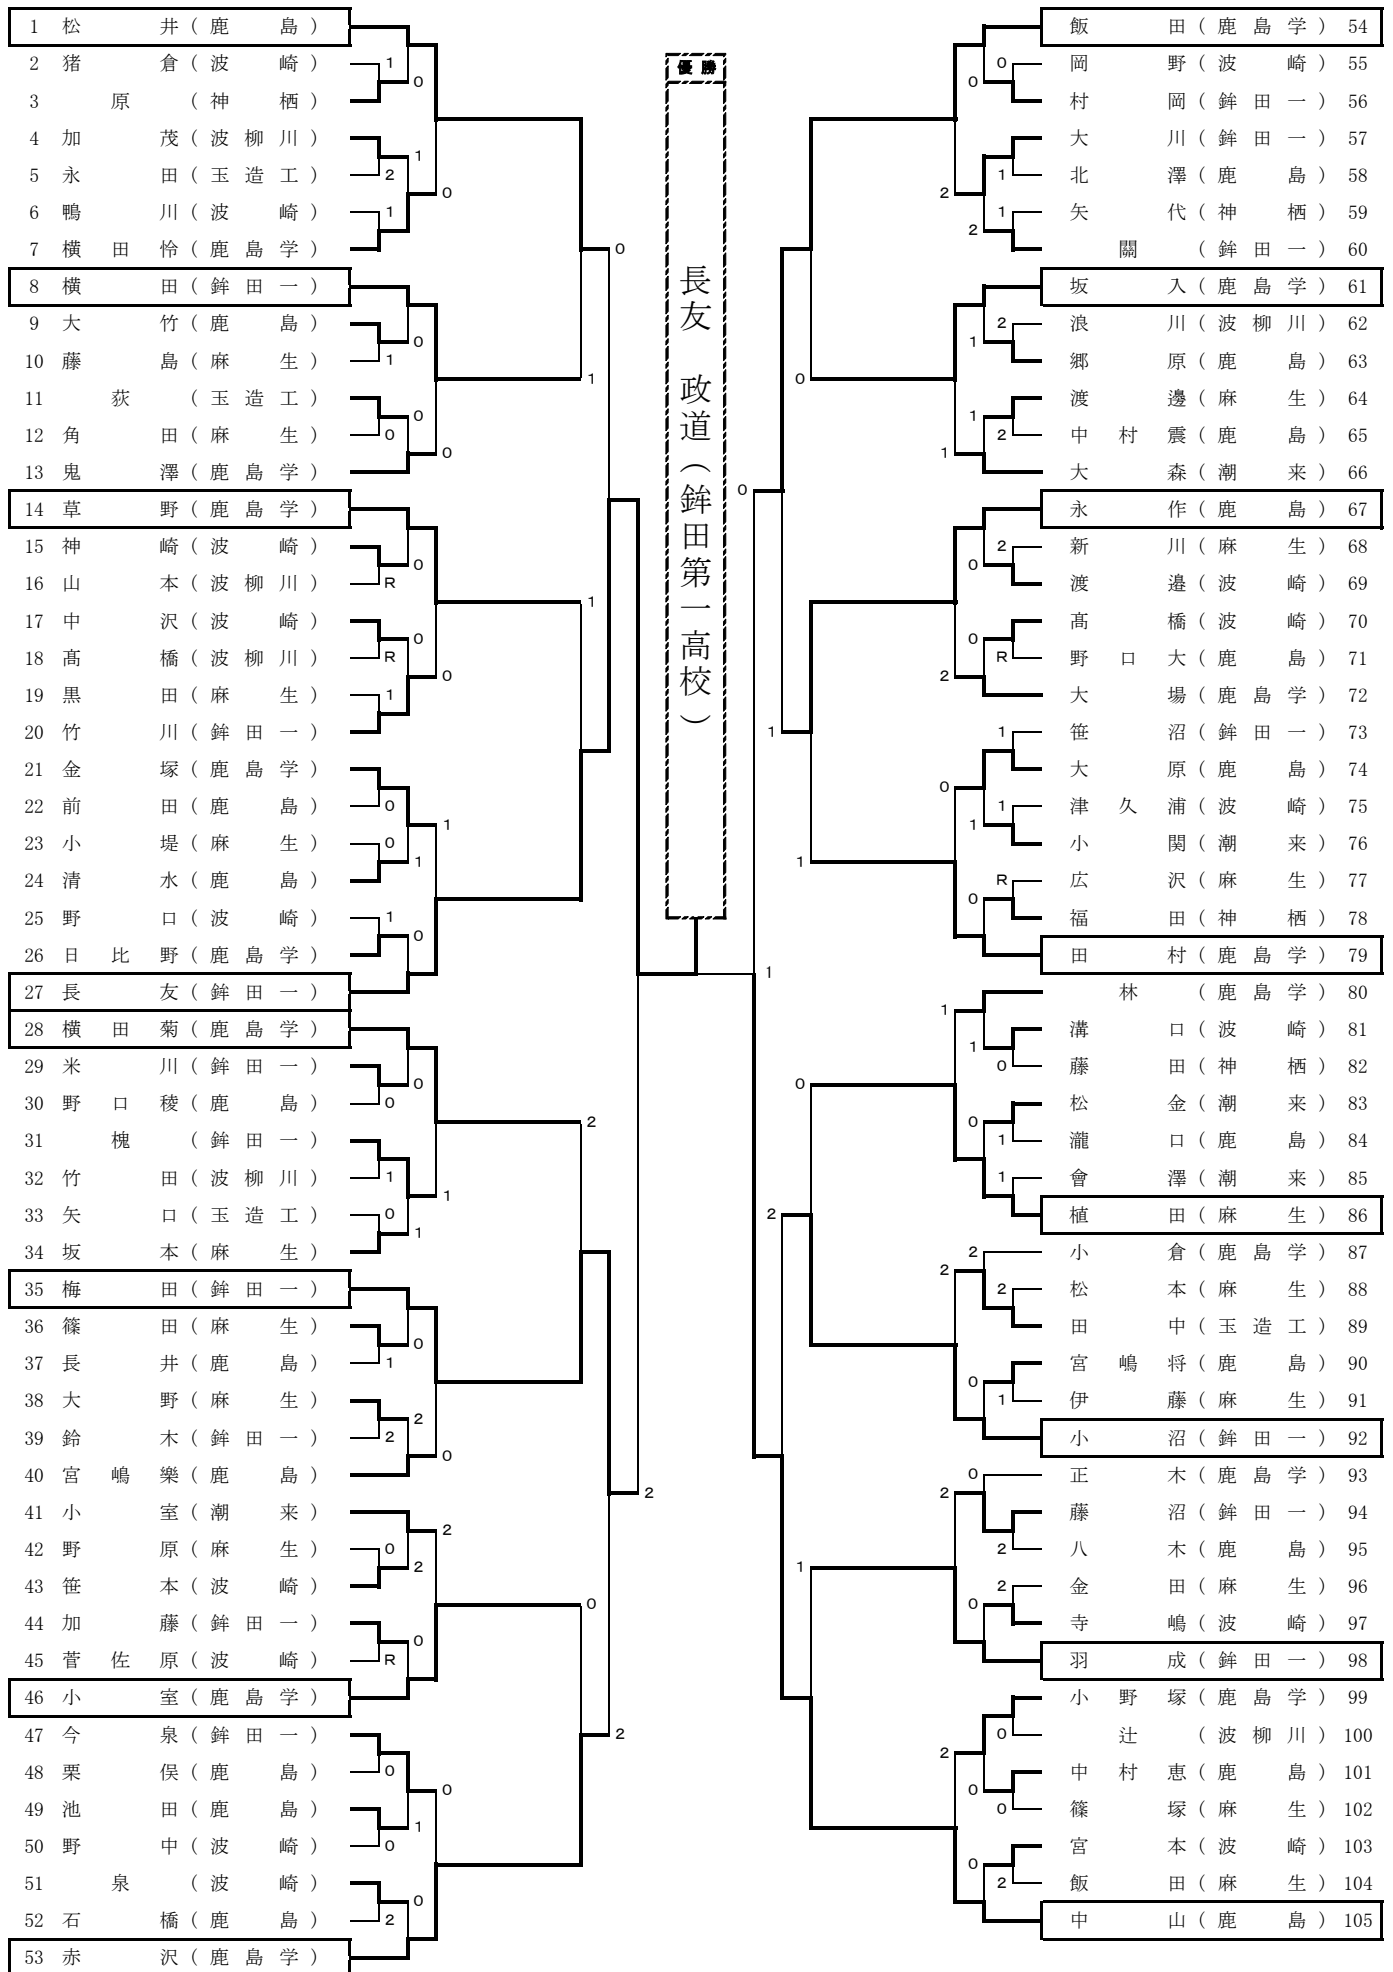 優勝
長友 政道（鉾田第一高校）
1 松井（鹿島）
2 猪倉（波崎）
3 原（神栖）
4 加茂（波柳川）
5 永田（玉造工）
6 鴨川（波崎）
7 横田怜（鹿島学）
8 横田（鉾田一）
9 大竹（鹿島）
10 藤島（麻生）
11 荻（玉造工）
12 角田（麻生）
13 鬼澤（鹿島学）
14 草野（鹿島学）
15 神崎（波崎）
16 山本（波柳川）
17 中沢（波崎）
18 髙橋（波柳川）
19 黒田（麻生）
20 竹川（鉾田一）
21 金塚（鹿島学）
22 前田（鹿島）
23 小堤（麻生）
24 清水（鹿島）
25 野口（波崎）
26 日比野（鹿島学）
27 長友（鉾田一）
28 横田菊（鹿島学）
29 米川（鉾田一）
30 野口稜（鹿島）
31 槐（鉾田一）
32 竹田（波柳川）
33 矢口（玉造工）
34 坂本（麻生）
35 梅田（鉾田一）
36 篠田（麻生）
37 長井（鹿島）
38 大野（麻生）
39 鈴木（鉾田一）
40 宮嶋樂（鹿島）
41 小室（潮来）
42 野原（麻生）
43 笹本（波崎）
44 加藤（鉾田一）
45 菅佐原（波崎）
46 小室（鹿島学）
47 今泉（鉾田一）
48 栗俣（鹿島）
49 池田（鹿島）
50 野中（波崎）
51 泉（波崎）
52 石橋（鹿島）
53 赤沢（鹿島学）
飯田（鹿島学）54
岡野（波崎）55
村岡（鉾田一）56
大川（鉾田一）57
北澤（鹿島）58
矢代（神栖）59
關（鉾田一）60
坂入（鹿島学）61
浪川（波柳川）62
郷原（鹿島）63
渡邊（麻生）64
中村震（鹿島）65
大森（潮来）66
永作（鹿島）67
新川（麻生）68
渡邉（波崎）69
髙橋（波崎）70
野口大（鹿島）71
大場（鹿島学）72
笹沼（鉾田一）73
大原（鹿島）74
津久浦（波崎）75
小関（潮来）76
広沢（麻生）77
福田（神栖）78
田村（鹿島学）79
林（鹿島学）80
溝口（波崎）81
藤田（神栖）82
松金（潮来）83
瀧口（鹿島）84
會澤（潮来）85
植田（麻生）86
小倉（鹿島学）87
松本（麻生）88
田中（玉造工）89
宮嶋将（鹿島）90
伊藤（麻生）91
小沼（鉾田一）92
正木（鹿島学）93
藤沼（鉾田一）94
八木（鹿島）95
金田（麻生）96
寺嶋（波崎）97
羽成（鉾田一）98
小野塚（鹿島学）99
辻（波柳川）100
中村恵（鹿島）101
篠塚（麻生）102
宮本（波崎）103
飯田（麻生）104
中山（鹿島）105